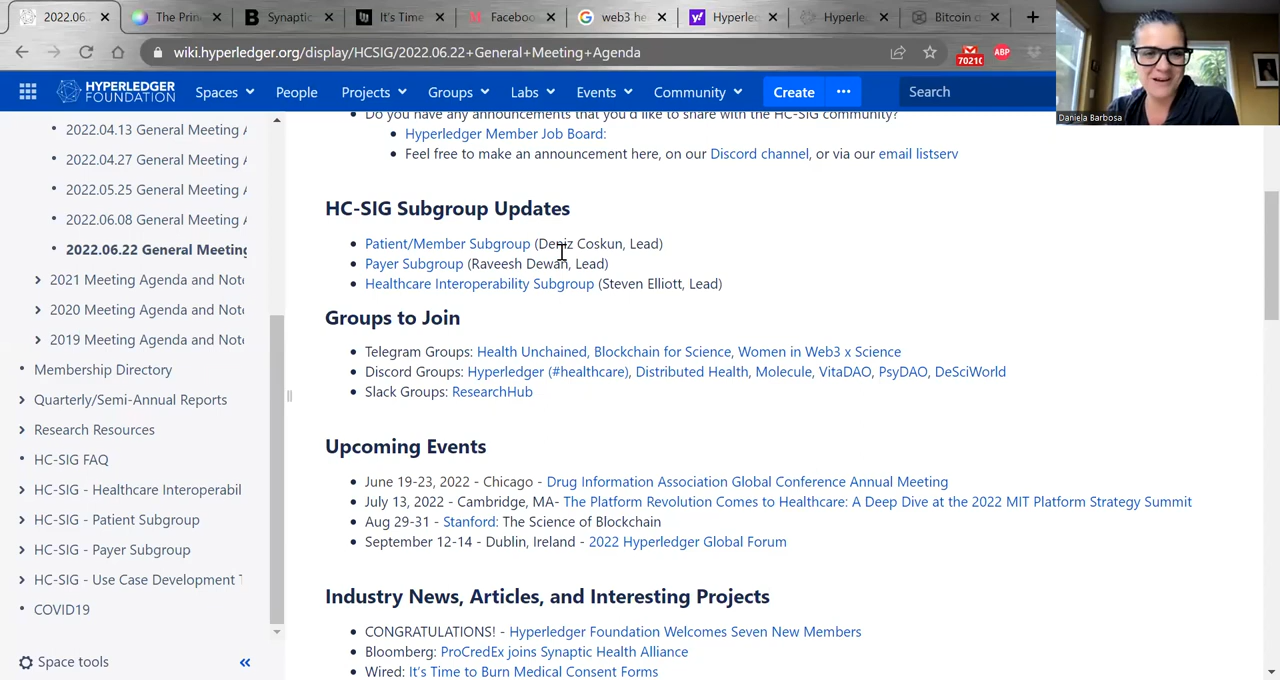 2022.06.
The Prin
Synaptic
It's Time
Faceboo
web3 he
Hyperled
Hyperle
Bitcoin c
wiki.hyperledger.org/display/HCSIG/2022.06.22+General+Meeting+Agenda
7021
ABP
HYPERLEDGER
FOUNDATION
Spaces
People
Projects
Groups
Labs
Events
Community
Create
Search
Daniela Barbosa
2022.04.13 General Meeting A
2022.04.27 General Meeting A
2022.05.25 General Meeting A
2022.06.08 General Meeting A
2022.06.22 General Meeting
2021 Meeting Agenda and Note
2020 Meeting Agenda and Note
2019 Meeting Agenda and Note
Membership Directory
Quarterly/Semi-Annual Reports
Research Resources
HC-SIG FAQ
HC-SIG - Healthcare Interoperabil
HC-SIG - Patient Subgroup
HC-SIG - Payer Subgroup
HC-SIG - Use Case Development T
COVID19
Space tools
Do you have any announcements that you'd like to share with the HC-SIG community?
Hyperledger Member Job Board:
Feel free to make an announcement here, on our Discord channel, or via our email listserv
HC-SIG Subgroup Updates
Patient/Member Subgroup (Deniz Coskun, Lead)
Payer Subgroup (Raveesh Dewan, Lead)
Healthcare Interoperability Subgroup (Steven Elliott, Lead)
Groups to Join
Telegram Groups: Health Unchained, Blockchain for Science, Women in Web3 x Science
Discord Groups: Hyperledger (#healthcare), Distributed Health, Molecule, VitaDAO, PsyDAO, DeSciWorld
Slack Groups: ResearchHub
Upcoming Events
June 19-23, 2022 - Chicago - Drug Information Association Global Conference Annual Meeting
July 13, 2022 - Cambridge, MA- The Platform Revolution Comes to Healthcare: A Deep Dive at the 2022 MIT Platform Strategy Summit
Aug 29-31 - Stanford: The Science of Blockchain
September 12-14 - Dublin, Ireland - 2022 Hyperledger Global Forum
Industry News, Articles, and Interesting Projects
CONGRATULATIONS! - Hyperledger Foundation Welcomes Seven New Members
Bloomberg: ProCredEx joins Synaptic Health Alliance
Wired: It's Time to Burn Medical Consent Forms